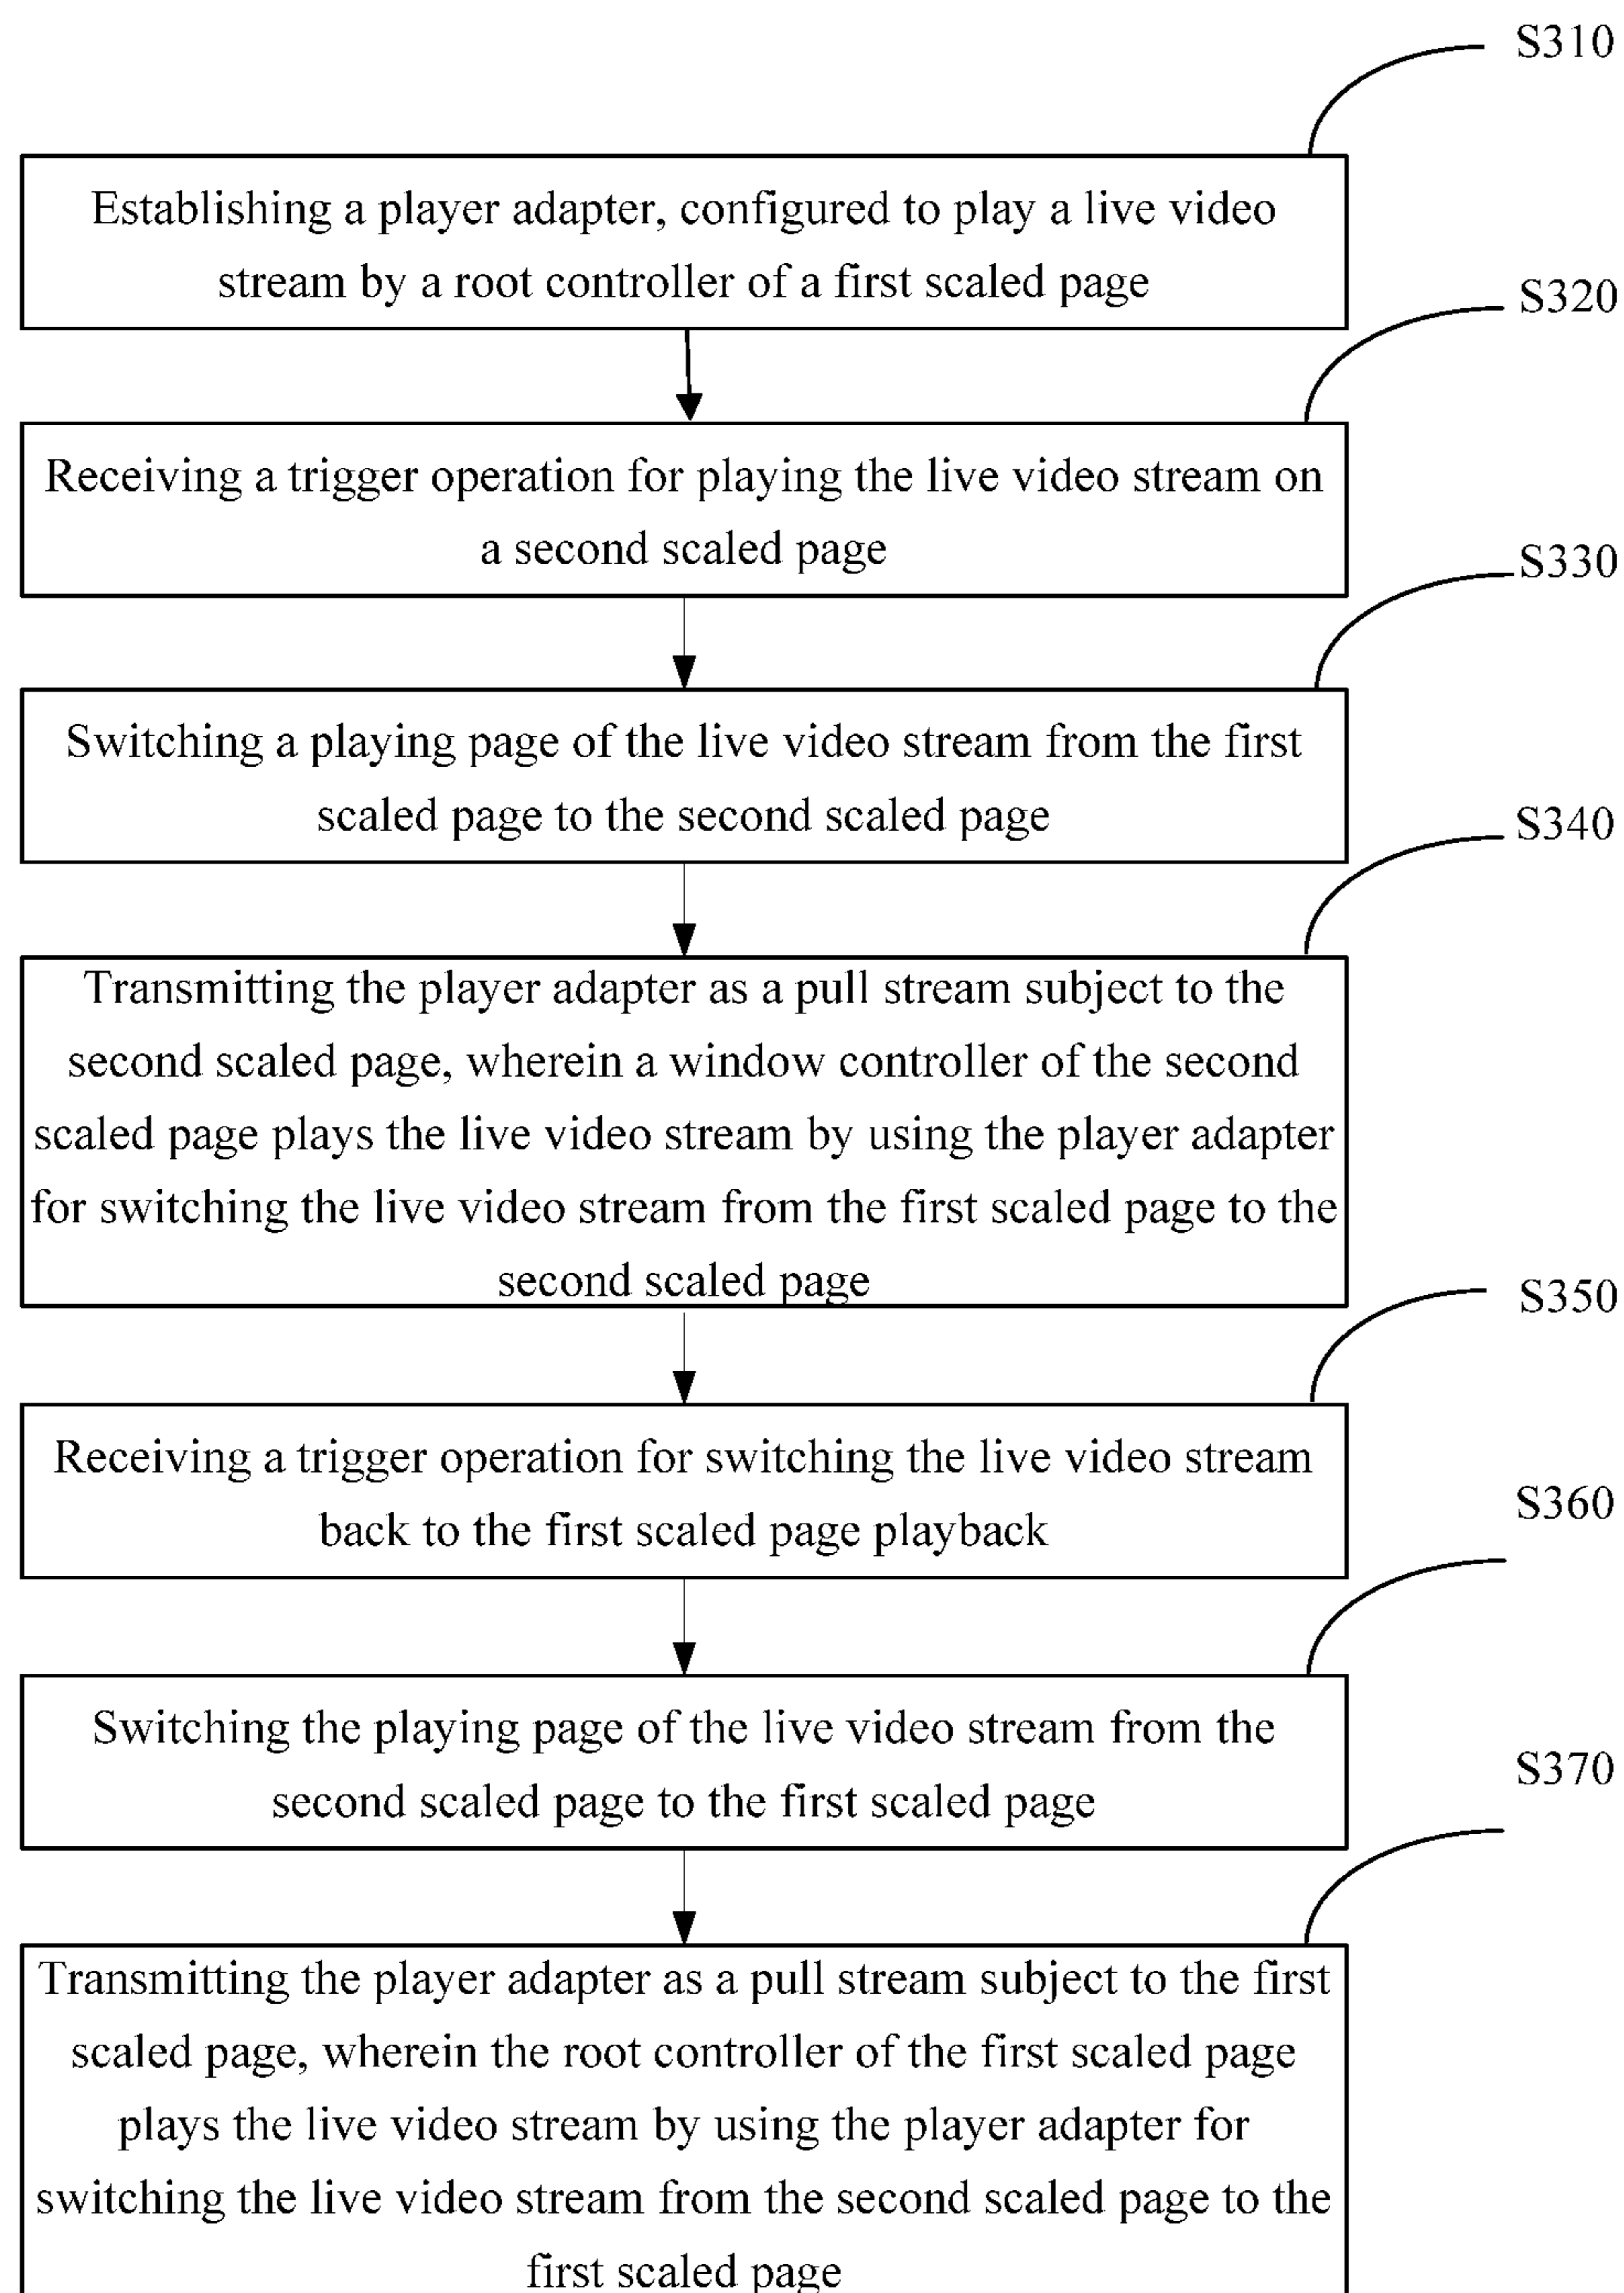 S310
Establishing a player adapter, configured to play a live video
stream by a root controller of a first scaled page
S320
Receiving a trigger operation for playing the live video stream on
a second scaled page
S330
Switching a playing page of the live video stream from the first
scaled page to the second scaled page
S340
Transmitting the player adapter as a pull stream subject to the
second scaled page, wherein a window controller of the second
scaled page plays the live video stream by using the player adapter
for switching the live video stream from the first scaled page to the
second scaled page
S350
Receiving a trigger operation for switching the live video stream
back to the first scaled page playback
S360
Switching the playing page of the live video stream from the
second scaled page to the first scaled page
S370
Transmitting the player adapter as a pull stream subject to the first
scaled page, wherein the root controller of the first scaled page
plays the live video stream by using the player adapter for
switching the live video stream from the second scaled page to the
first scaled page